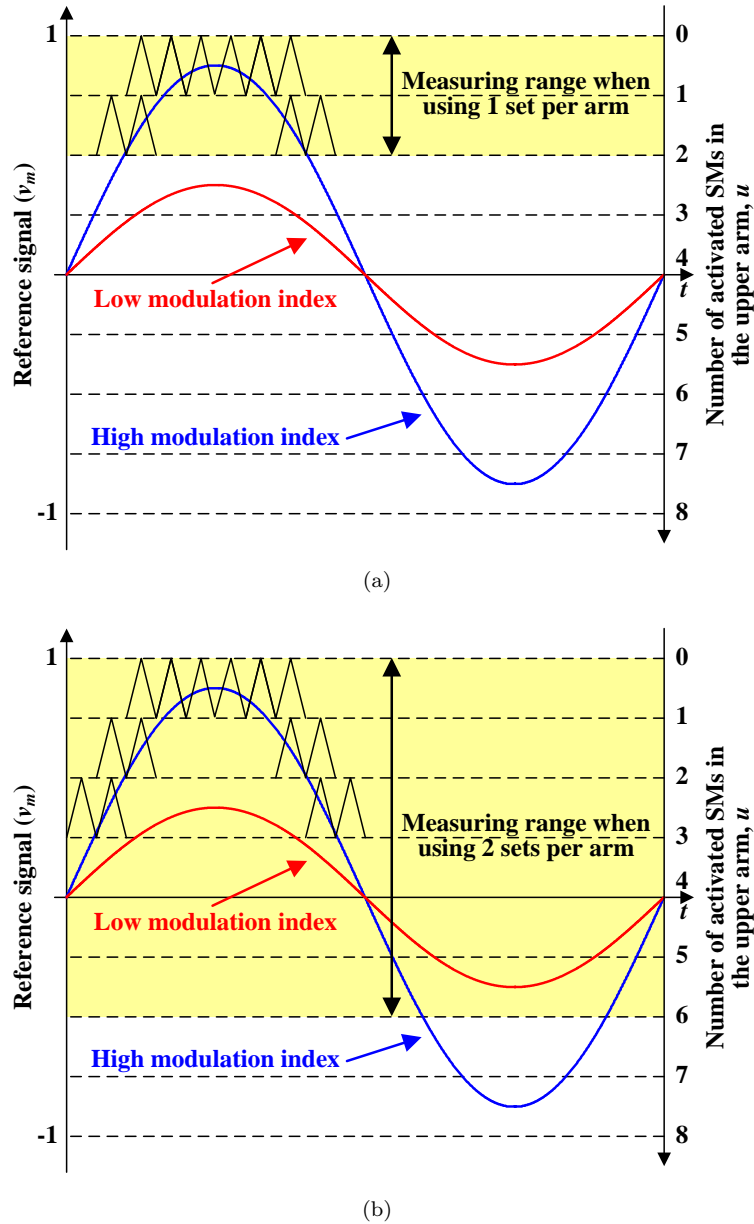 1
0
Measuring range when
using 1 set per arm
1
2
3
Low modulation index
4
t
5
High modulation index
6
7
-1
8
Reference signal (vm)
Number of activated SMs in
the upper arm, u
(a)
1
0
1
2
Measuring range when
using 2 sets per arm
3
Low modulation index
4
t
5
6
High modulation index
7
-1
8
Reference signal (vm)
Number of activated SMs in
the upper arm, u
(b)